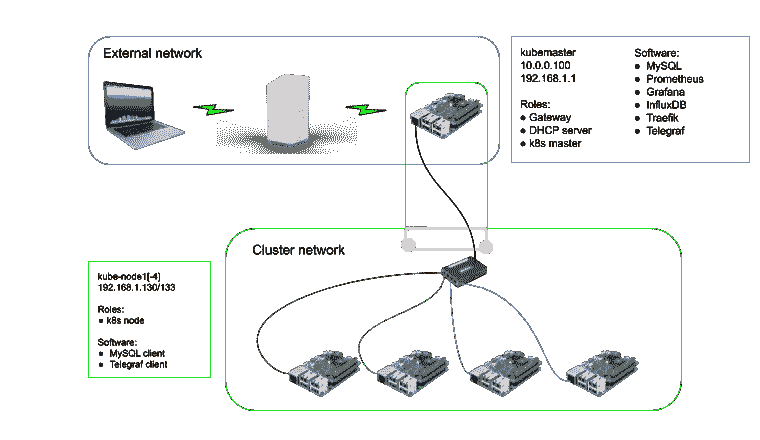 External network
kubemaster
10.0.0.100
192.168.1.1
Roles:
● Gateway
● DHCP server
● k8s master
Software:
● MySQL
● Prometheus
● Grafana
● InfluxDB
● Traefik
● Telegraf
Cluster network
kube-node1[-4]
192.168.1.130/133
Roles:
● k8s node
Software:
● MySQL client
● Telegraf client